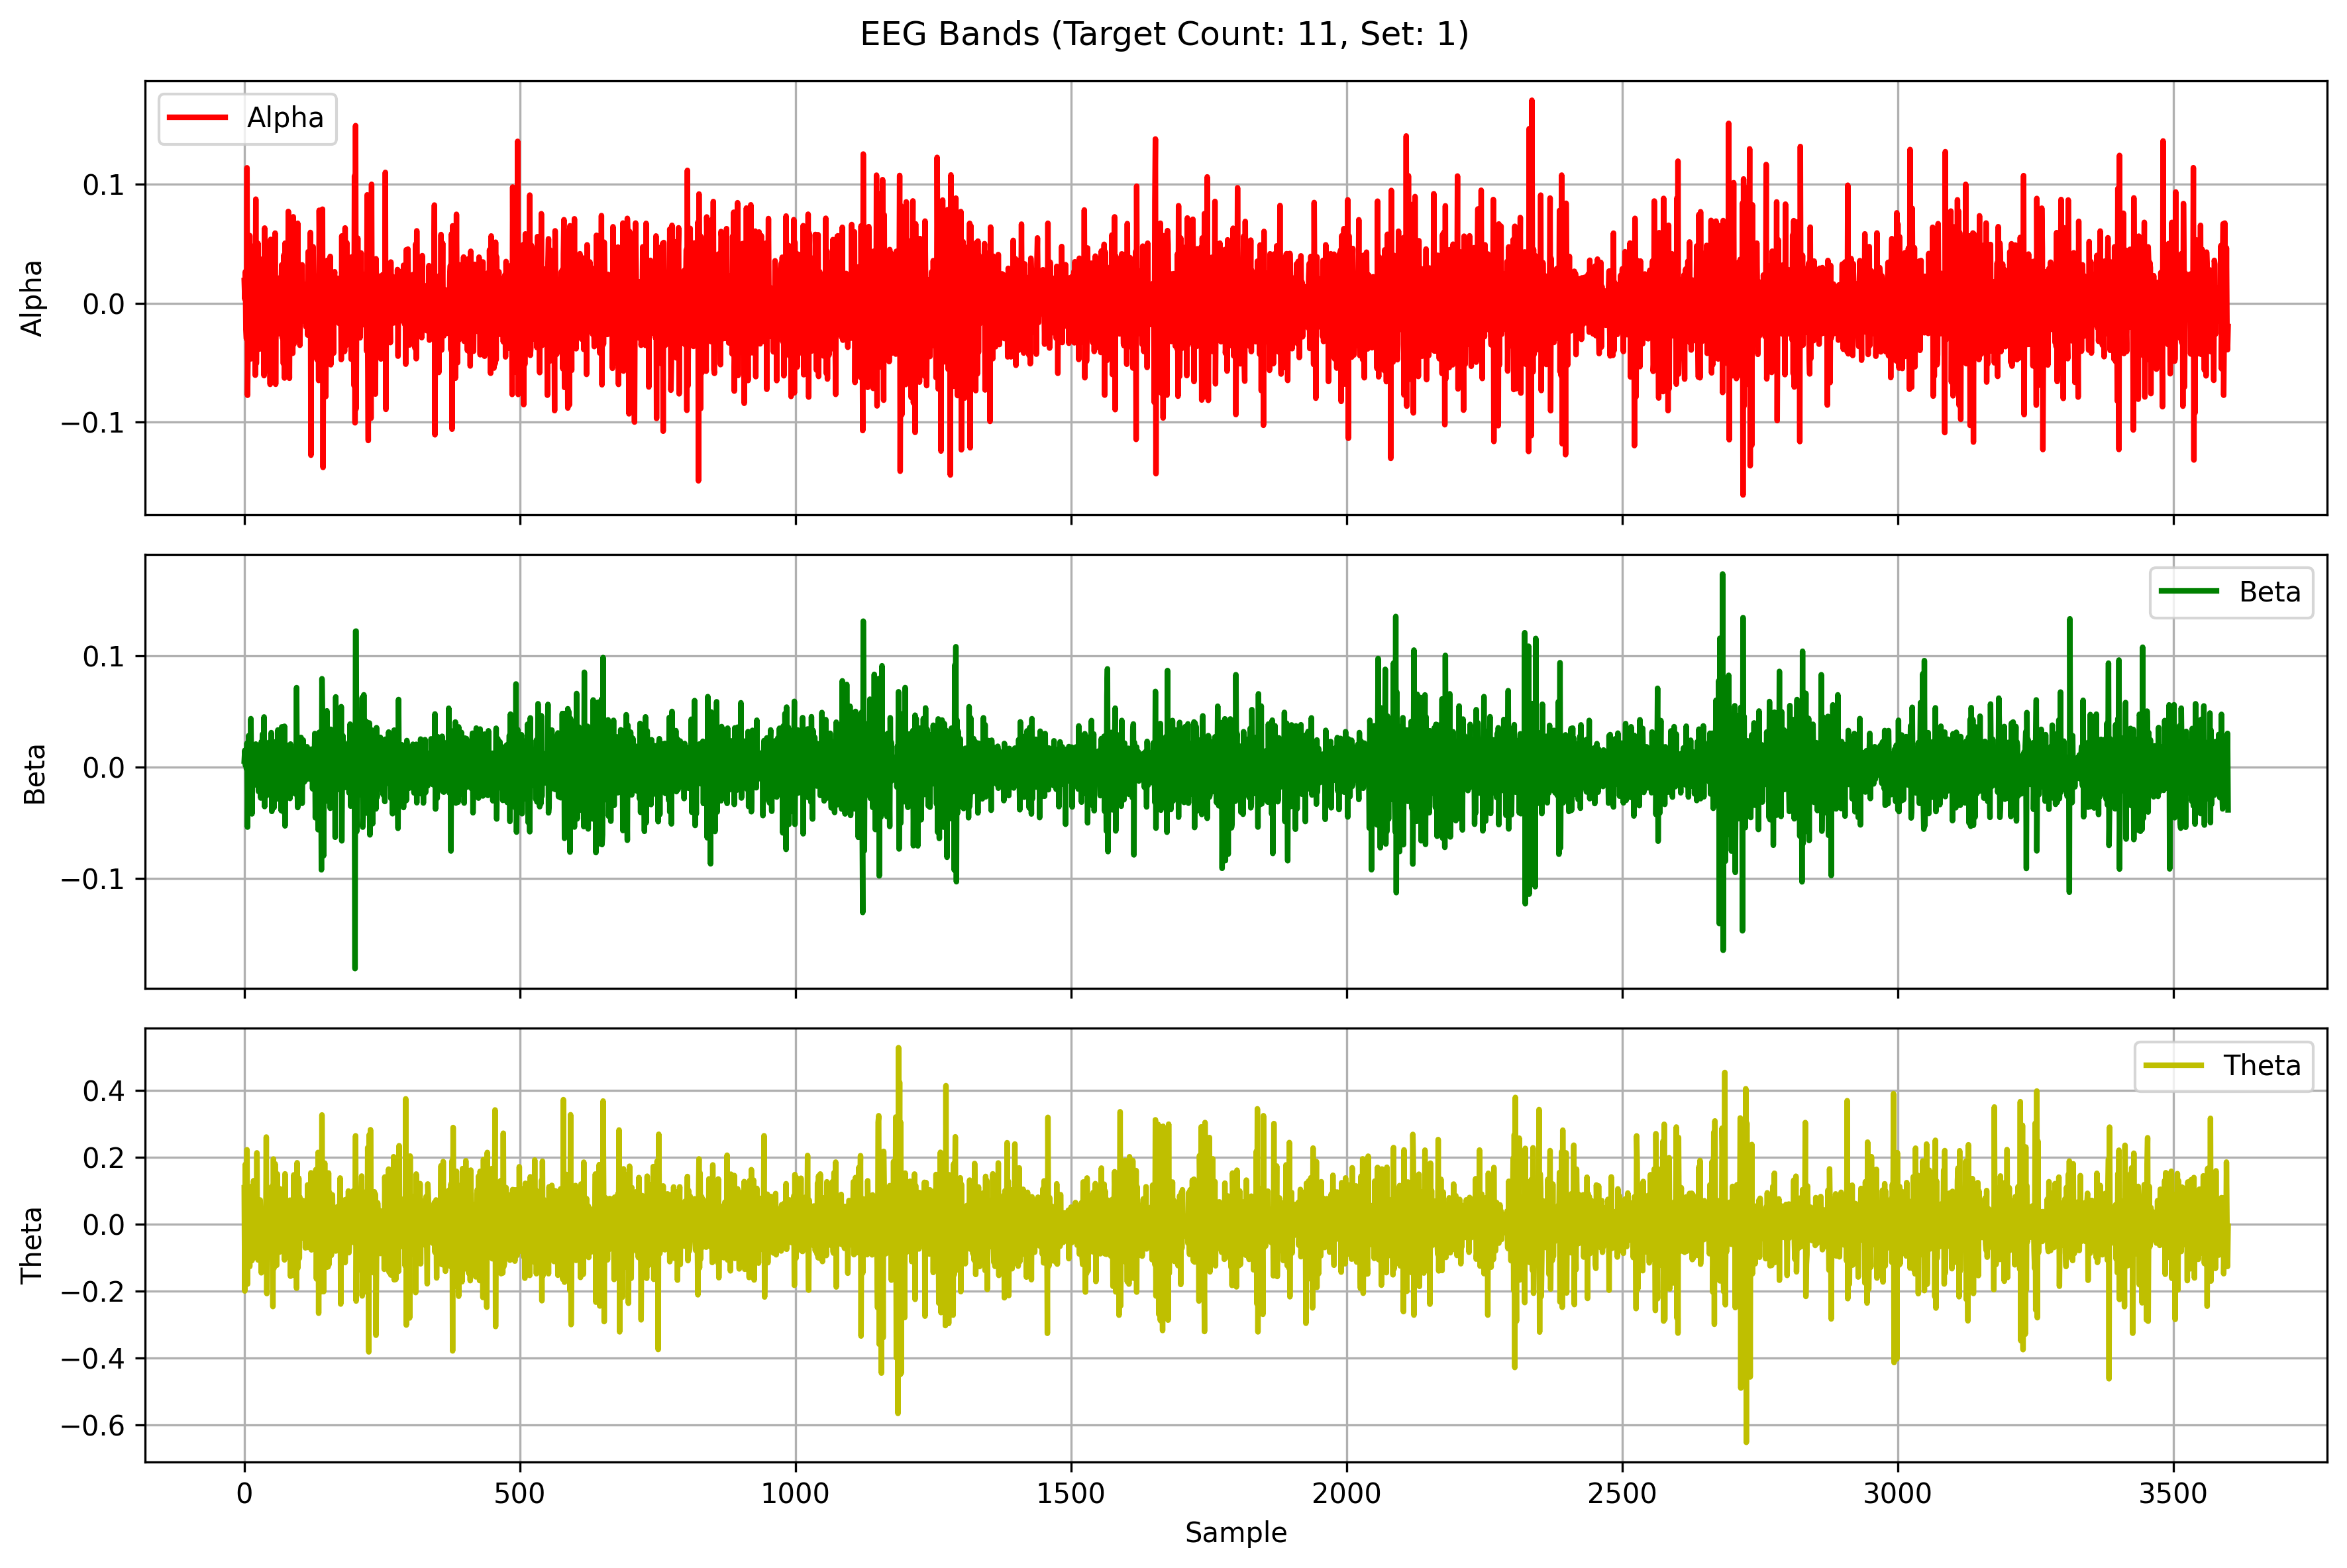 EEG Bands (Target Count: 11, Set: 1)
Alpha
0.1
0.0
−0.1
Alpha
Beta
0.1
0.0
−0.1
Beta
Theta
0.4
0.2
0.0
−0.2
−0.4
−0.6
Theta
0 500 1000 1500 2000 2500 3000 3500
Sample